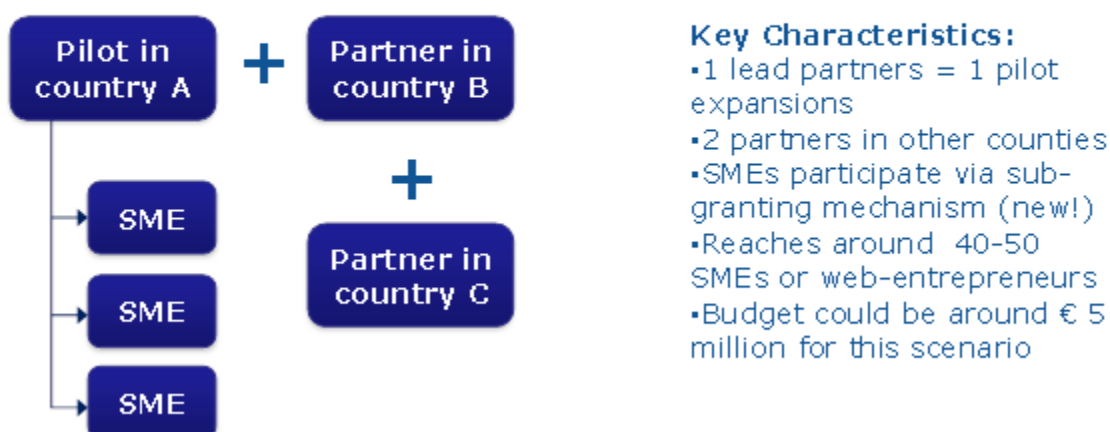 Pilot in
country A
+
Partner in
country B
+
Partner in
country C
SME
SME
SME
Key Characteristics:
▪1 lead partners = 1 pilot
expansions
▪2 partners in other counties
▪SMEs participate via sub-
granting mechanism (new!)
▪Reaches around  40-50
SMEs or web-entrepreneurs
▪Budget could be around € 5
million for this scenario